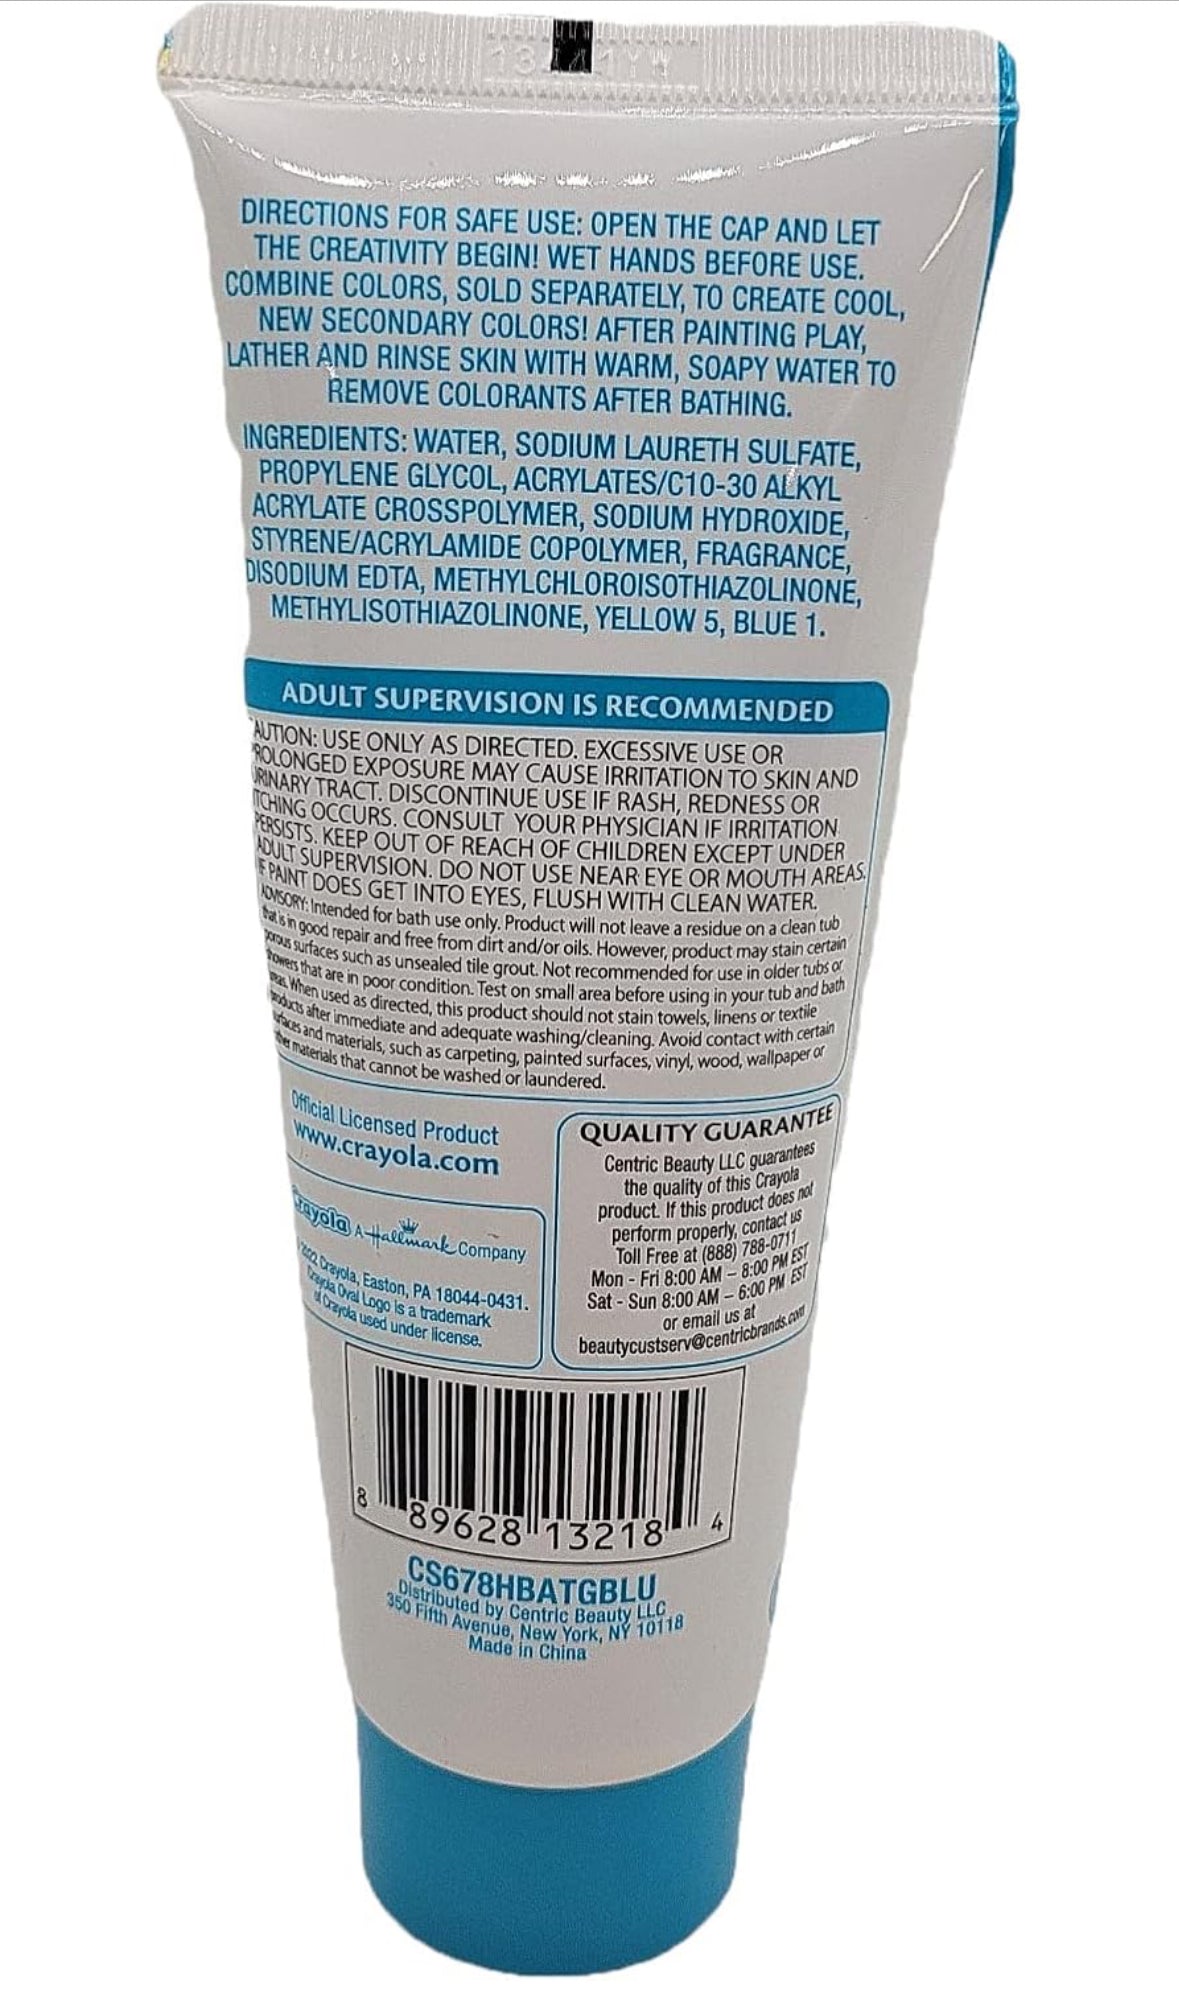 DIRECTIONS FOR SAFE USE: OPEN THE CAP AND LET
THE CREATIVITY BEGIN! WET HANDS BEFORE USE.
COMBINE COLORS, SOLD SEPARATELY, TO CREATE COOL,
NEW SECONDARY COLORS! AFTER PAINTING PLAY,
LATHER AND RINSE SKIN WITH WARM, SOAPY WATER TO
REMOVE COLORANTS AFTER BATHING.
INGREDIENTS: WATER, SODIUM LAURETH SULFATE,
PROPYLENE GLYCOL, ACRYLATES/C10-30 ALKYL
ACRYLATE CROSSPOLYMER, SODIUM HYDROXIDE,
STYRENE/ACRYLAMIDE COPOLYMER, FRAGRANCE,
DISODIUM EDTA, METHYLCHLOROISOTHIAZOLINONE,
METHYLISOTHIAZOLINONE, YELLOW 5, BLUE 1.
ADULT SUPERVISION IS RECOMMENDED
AUTION: USE ONLY AS DIRECTED. EXCESSIVE USE OR
PROLONGED EXPOSURE MAY CAUSE IRRITATION TO SKIN AND
URINARY TRACT. DISCONTINUE USE IF RASH, REDNESS OR
ITCHING OCCURS. CONSULT YOUR PHYSICIAN IF IRRITATION
PERSISTS. KEEP OUT OF REACH OF CHILDREN EXCEPT UNDER
ADULT SUPERVISION. DO NOT USE NEAR EYE OR MOUTH AREAS.
IF PAINT DOES GET INTO EYES, FLUSH WITH CLEAN WATER.
ADVISORY: Intended for bath use only. Product will not leave a residue on a clean tub
that is in good repair and free from dirt and/or oils. However, product may stain certain
porous surfaces such as unsealed tile grout. Not recommended for use in older tubs or
showers that are in poor condition. Test on small area before using in your tub and bath
areas. When used as directed, this product should not stain towels, linens or textile
products after immediate and adequate washing/cleaning. Avoid contact with certain
surfaces and materials, such as carpeting, painted surfaces, vinyl, wood, wallpaper or
other materials that cannot be washed or laundered.
Official Licensed Product
www.crayola.com
Crayola A Hallmark Company
2022 Crayola, Easton, PA 18044-0431.
Crayola Oval Logo is a trademark
of Crayola used under license.
QUALITY GUARANTEE
Centric Beauty LLC guarantees
the quality of this Crayola
product. If this product does not
perform properly, contact us
Toll Free at (888) 788-0711
Mon - Fri 8:00 AM – 8:00 PM EST
Sat - Sun 8:00 AM – 6:00 PM EST
or email us at
beautycustserv@centricbrands.com
8 89628 13218 4
CS678HBATGBLU
Distributed by Centric Beauty LLC
350 Fifth Avenue, New York, NY 10118
Made in China